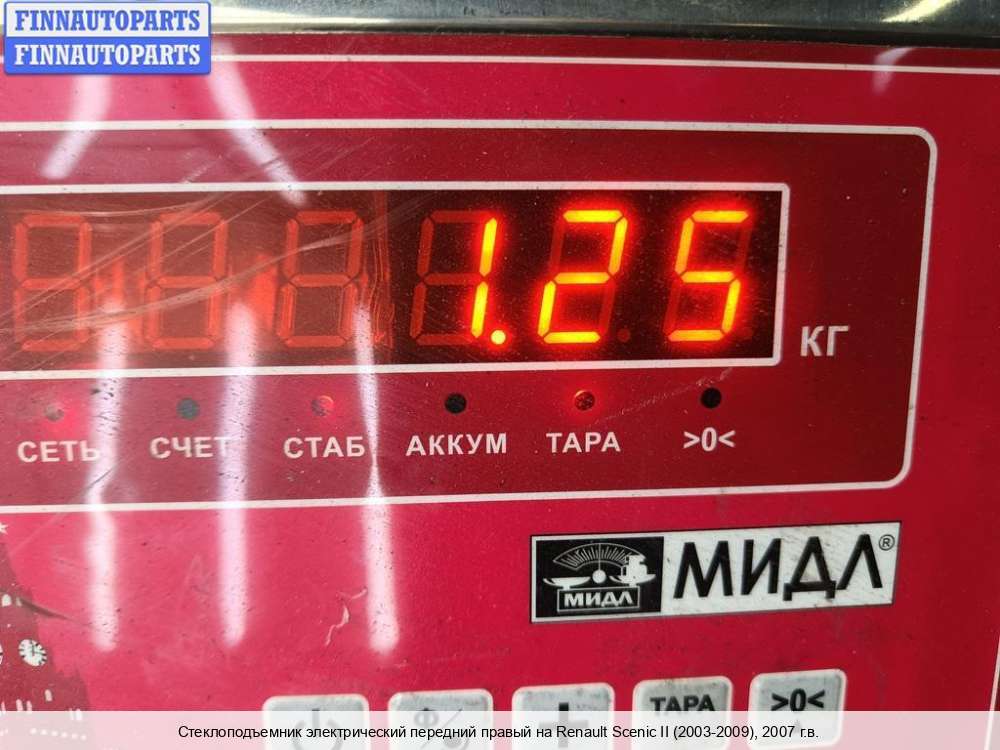 FINNAUTOPARTS
FINNAUTOPARTS
1.25
КГ
СЕТЬ СЧЕТ СТАБ АККУМ ТАРА >0<
МИДЛ МИДЛ®
ТАРА >0<
Стеклоподъемник электрический передний правый на Renault Scenic II (2003-2009), 2007 г.в.